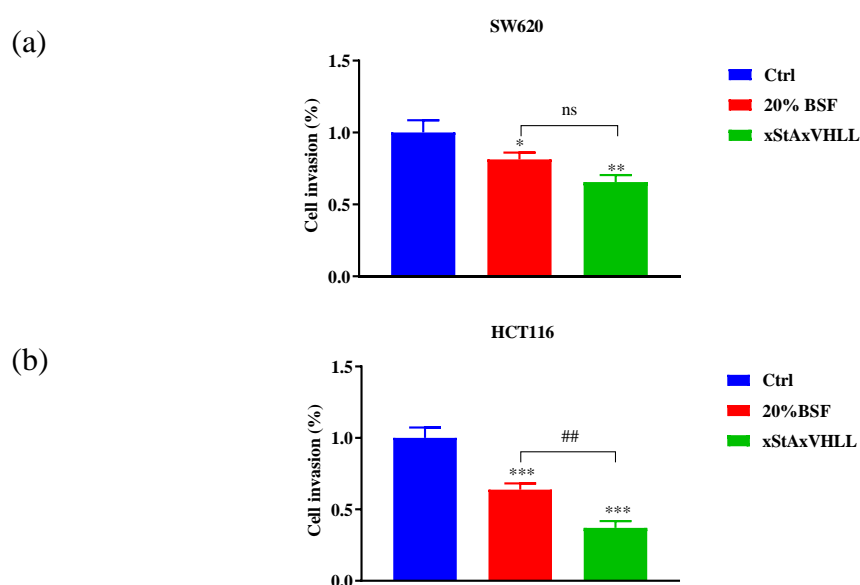 (a)
SW620
Cell invasion (%)
1.5
1.0
0.5
0.0
*
**
ns
Ctrl
20% BSF
xStAxVHLL
(b)
HCT116
Cell invasion (%)
1.5
1.0
0.5
0.0
***
***
##
Ctrl
20%BSF
xStAxVHLL